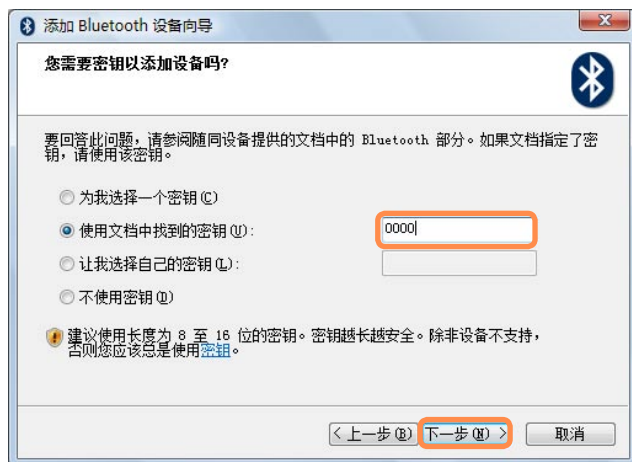 添加 Bluetooth 设备向导
您需要密钥以添加设备吗?
要回答此问题，请参阅随同设备提供的文档中的 Bluetooth 部分。如果文档指定了密
钥，请使用该密钥。
为我选择一个密钥(C)
使用文档中找到的密钥(U): 0000
让我选择自己的密钥(L):
不使用密钥(D)
建议使用长度为 8 至 16 位的密钥。密钥越长越安全。除非设备不支持，
否则您应该总是使用密钥。
< 上一步(B) 下一步(N) > 取消